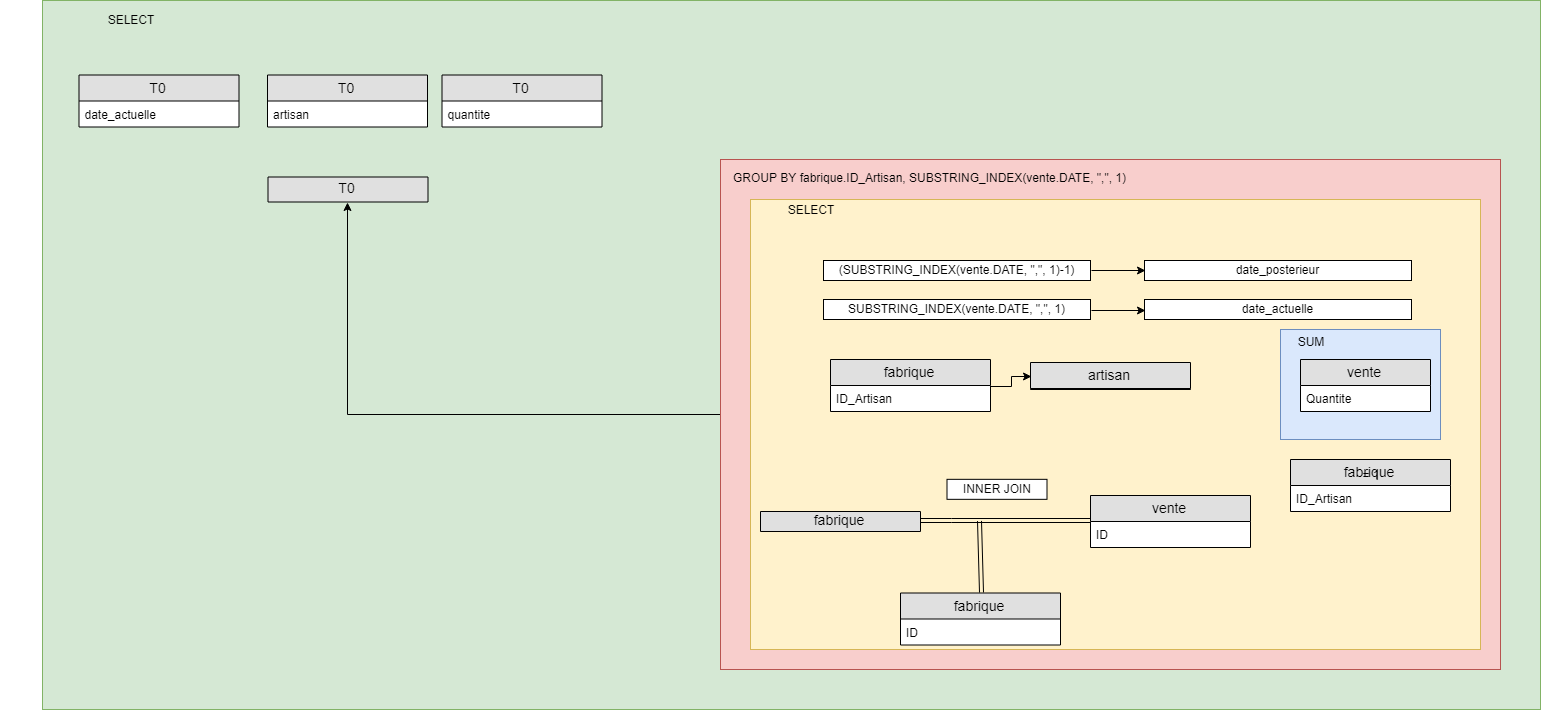 SELECT
T0
T0
T0
date_actuelle
artisan
quantite
T0
GROUP BY fabrique.ID_Artisan, SUBSTRING_INDEX(vente.DATE, ",", 1)
SELECT
(SUBSTRING_INDEX(vente.DATE, ",", 1)-1)
date_posterieur
SUBSTRING_INDEX(vente.DATE, ",", 1)
date_actuelle
SUM
fabrique
artisan
vente
ID_Artisan
Quantite
fabrique
ID_Artisan
INNER JOIN
vente
fabrique
ID
fabrique
ID